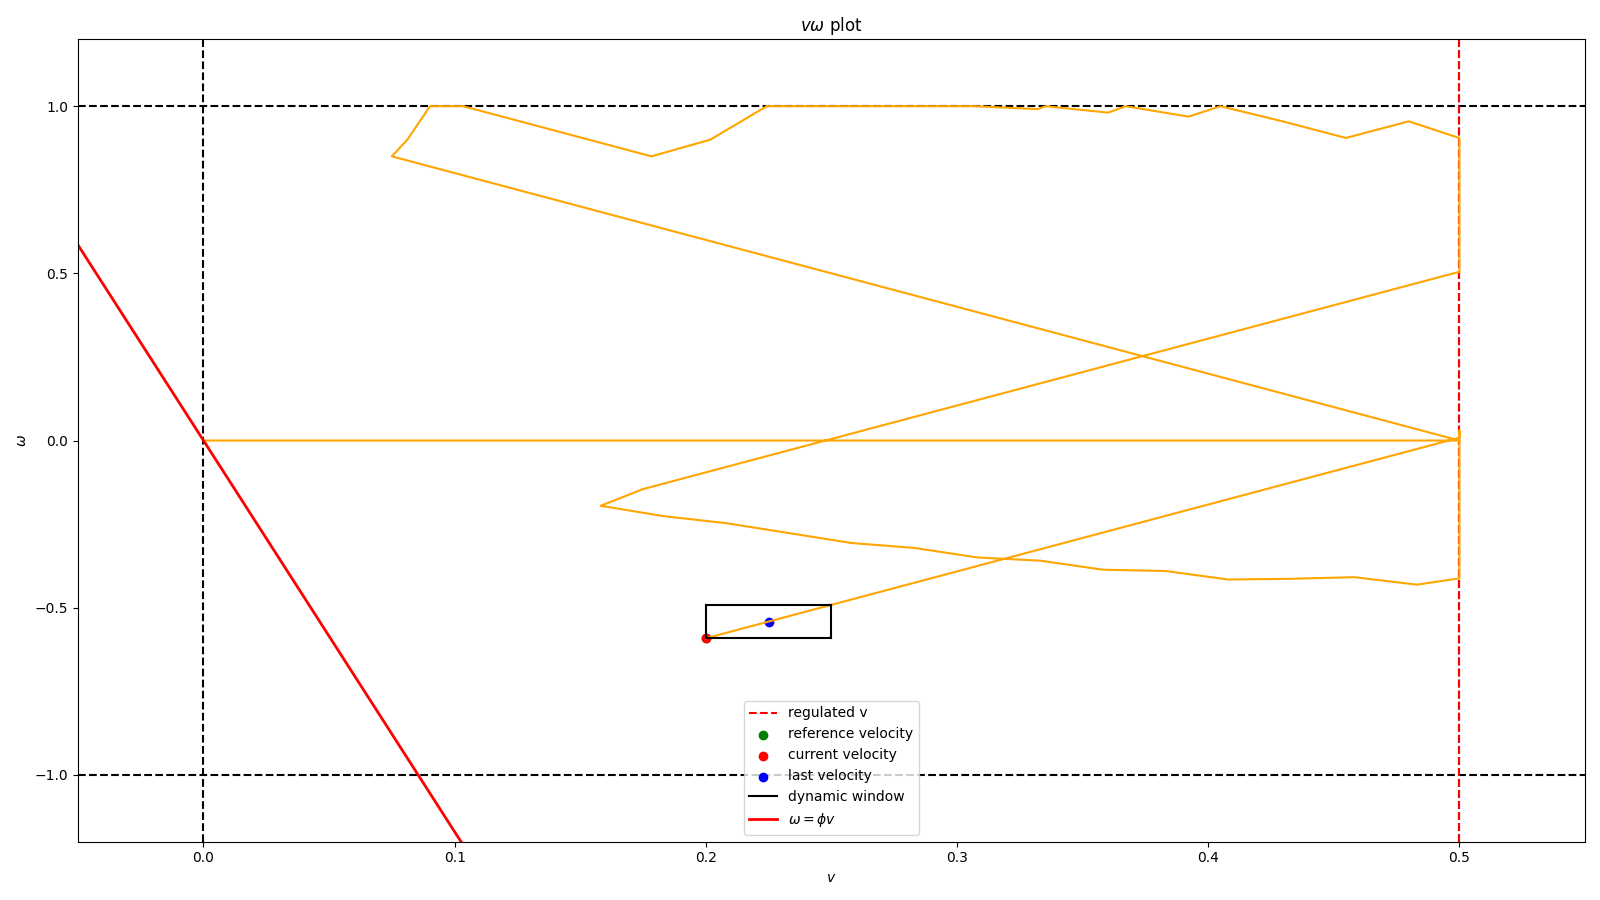 vω plot
1.0
0.5
0.0
−0.5
−1.0
ω
regulated v
reference velocity
current velocity
last velocity
dynamic window
ω = ϕv
0.0 0.1 0.2 0.3 0.4 0.5
v